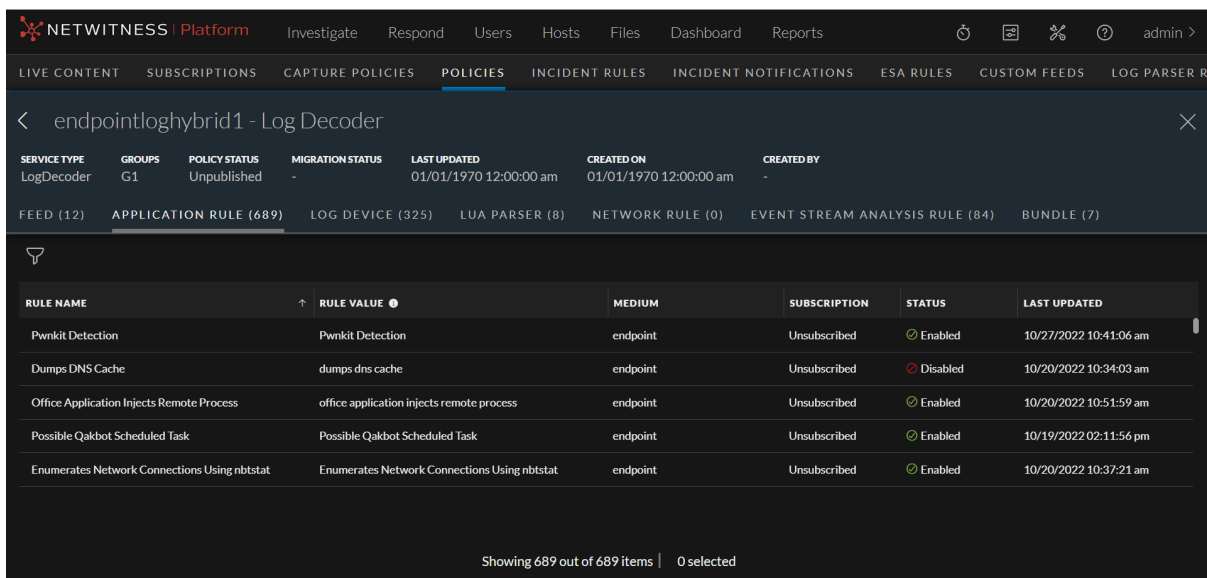 NETWITNESS | Platform Investigate Respond Users Hosts Files Dashboard Reports admin >
LIVE CONTENT SUBSCRIPTIONS CAPTURE POLICIES POLICIES INCIDENT RULES INCIDENT NOTIFICATIONS ESA RULES CUSTOM FEEDS LOG PARSER R
endpointloghybrid1 - Log Decoder
SERVICE TYPE GROUPS POLICY STATUS MIGRATION STATUS LAST UPDATED CREATED ON CREATED BY
LogDecoder G1 Unpublished - 01/01/1970 12:00:00 am 01/01/1970 12:00:00 am -
FEED (12) APPLICATION RULE (689) LOG DEVICE (325) LUA PARSER (8) NETWORK RULE (0) EVENT STREAM ANALYSIS RULE (84) BUNDLE (7)
RULE NAME ↑ RULE VALUE MEDIUM SUBSCRIPTION STATUS LAST UPDATED
Pwnkit Detection Pwnkit Detection endpoint Unsubscribed Enabled 10/27/2022 10:41:06 am
Dumps DNS Cache dumps dns cache endpoint Unsubscribed Disabled 10/20/2022 10:34:03 am
Office Application Injects Remote Process office application injects remote process endpoint Unsubscribed Enabled 10/20/2022 10:51:59 am
Possible Qakbot Scheduled Task Possible Qakbot Scheduled Task endpoint Unsubscribed Enabled 10/19/2022 02:11:56 pm
Enumerates Network Connections Using nbtstat Enumerates Network Connections Using nbtstat endpoint Unsubscribed Enabled 10/20/2022 10:37:21 am
Showing 689 out of 689 items | 0 selected